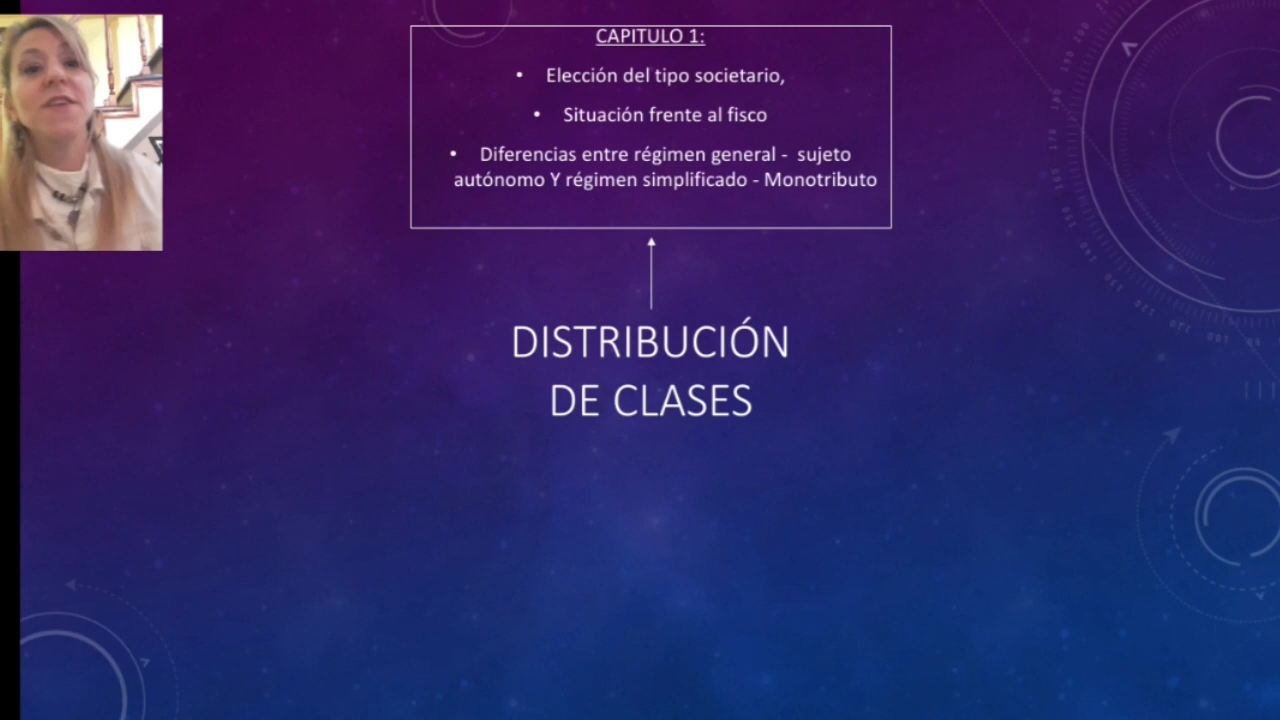 CAPITULO 1:
• Elección del tipo societario,
• Situación frente al fisco
• Diferencias entre régimen general - sujeto
autónomo Y régimen simplificado - Monotributo
DISTRIBUCIÓN
DE CLASES